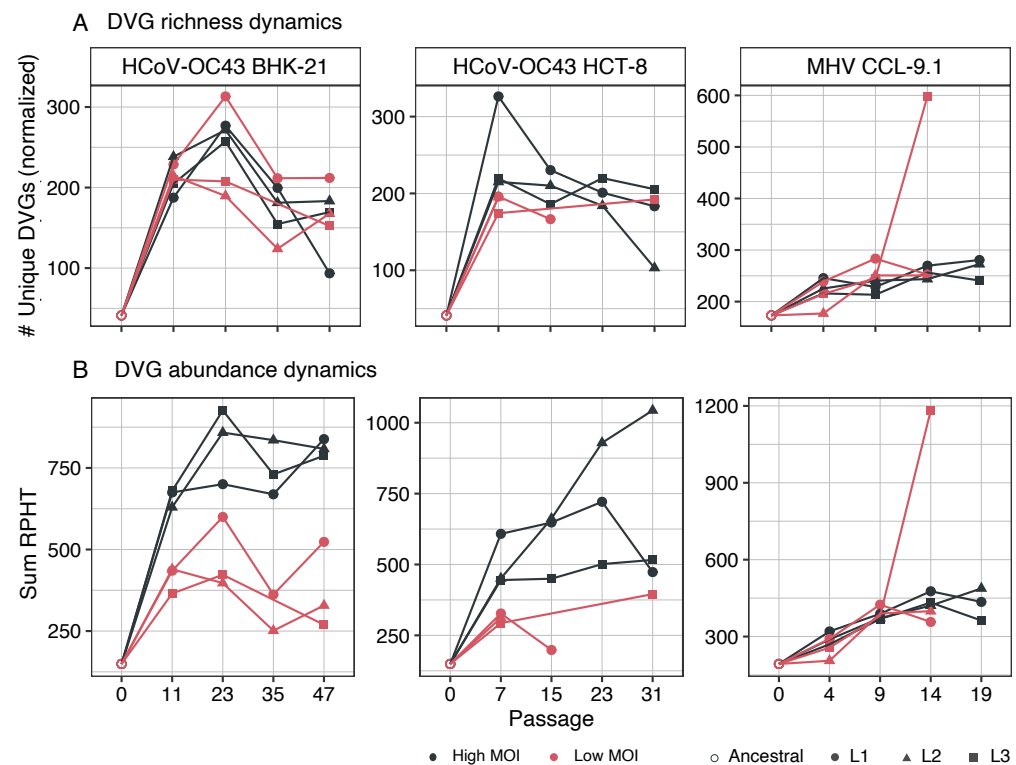 A DVG richness dynamics
HCoV-OC43 BHK-21 HCoV-OC43 HCT-8 MHV CCL-9.1
# Unique DVGs (normalized)
300
200
100
300
200
100
600
500
400
300
200
B DVG abundance dynamics
Sum RPHT
750
500
250
1000
750
500
250
1200
900
600
300
0 11 23 35 47 0 7 15 23 31 0 4 9 14 19
Passage
High MOI Low MOI Ancestral L1 L2 L3